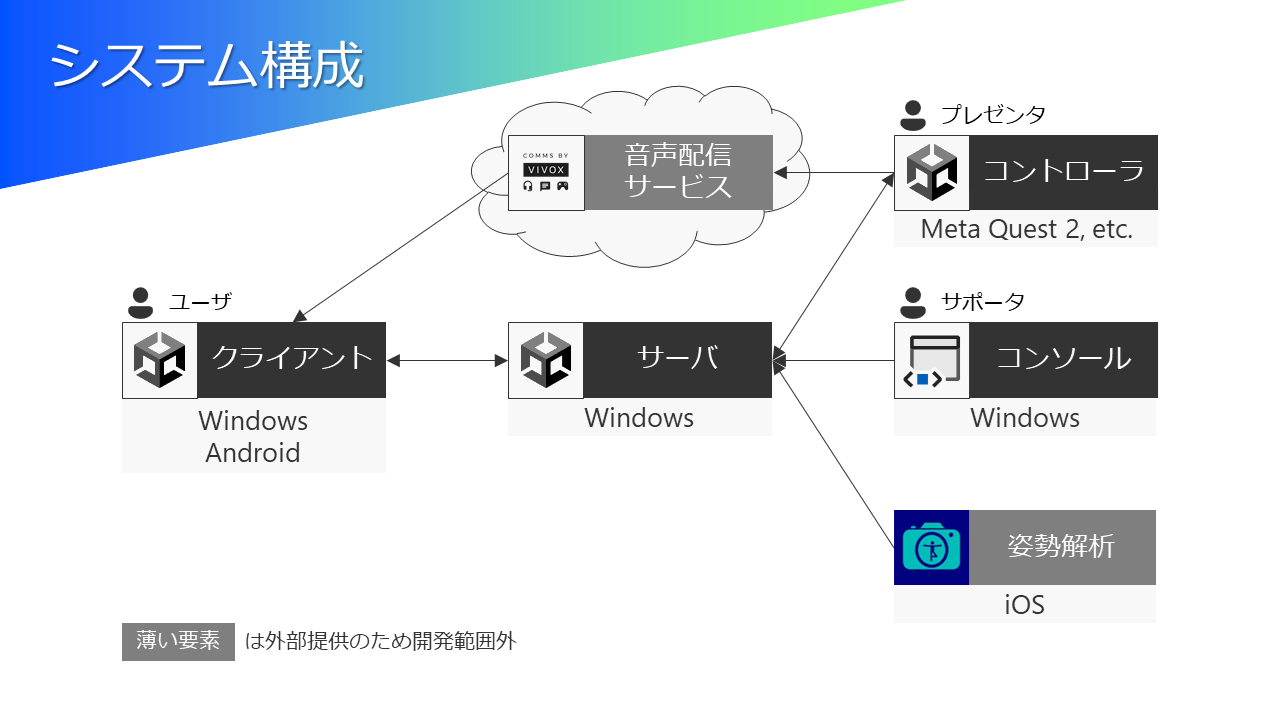 システム構成
COMMS BY
VIVOX
音声配信
サービス
プレゼンタ
コントローラ
Meta Quest 2, etc.
ユーザ
クライアント
Windows
Android
サーバ
Windows
サポータ
コンソール
Windows
姿勢解析
iOS
薄い要素 は外部提供のため開発範囲外